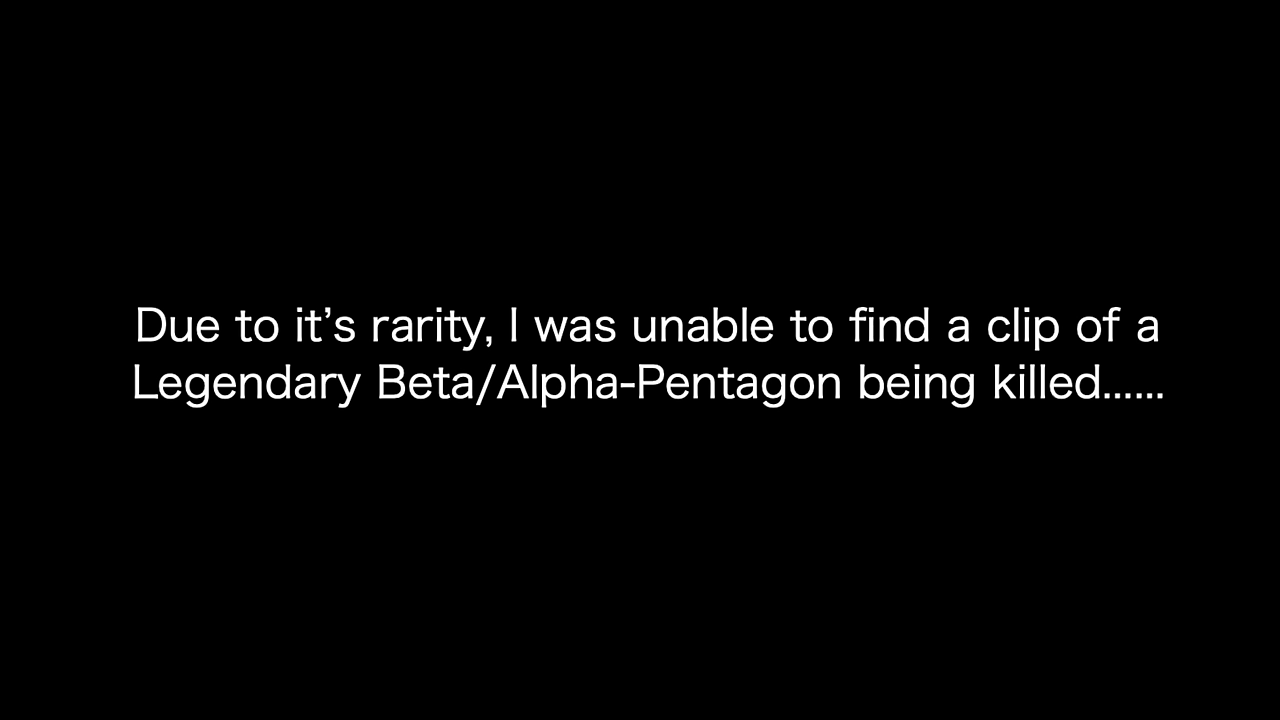 Due to it’s rarity, I was unable to find a clip of a
Legendary Beta/Alpha-Pentagon being killed……